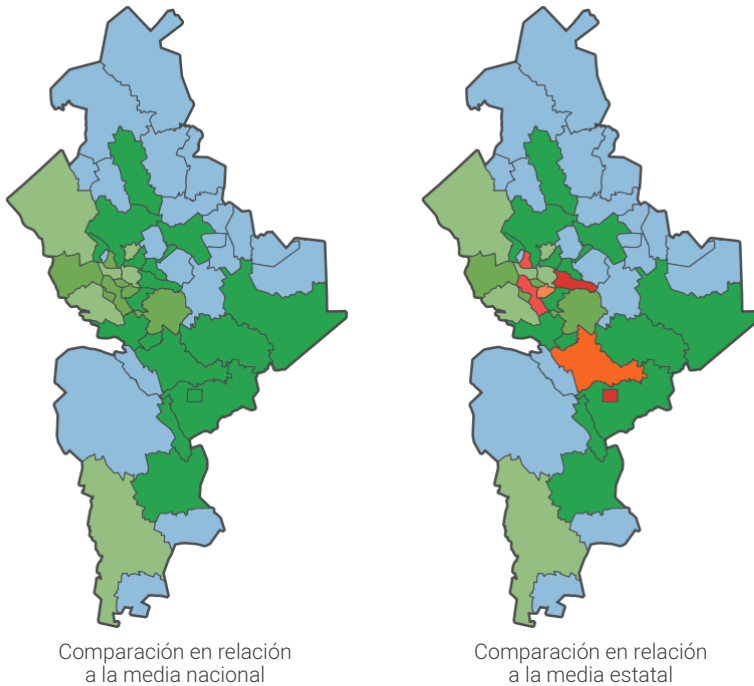 Comparación en relación
a la media nacional
Comparación en relación
a la media estatal